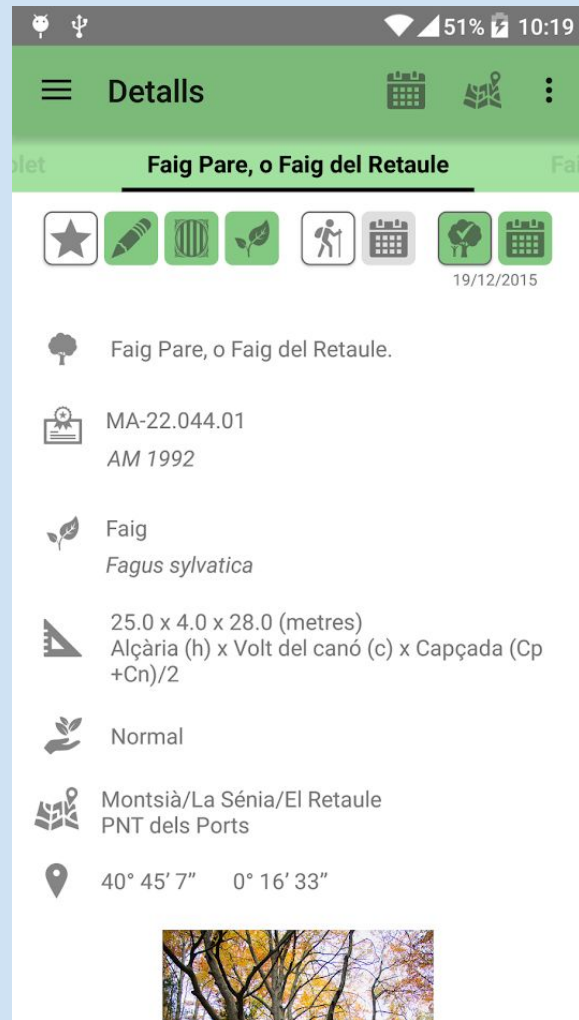 51% 10:19
Detalls
olet Faig Pare, o Faig del Retaule Fai
19/12/2015
Faig Pare, o Faig del Retaule.
MA-22.044.01
AM 1992
Faig
Fagus sylvatica
25.0 x 4.0 x 28.0 (metres)
Alçària (h) x Volt del canó (c) x Capçada (Cp
+Cn)/2
Normal
Montsià/La Sénia/El Retaule
PNT dels Ports
40° 45’ 7” 0° 16’ 33”